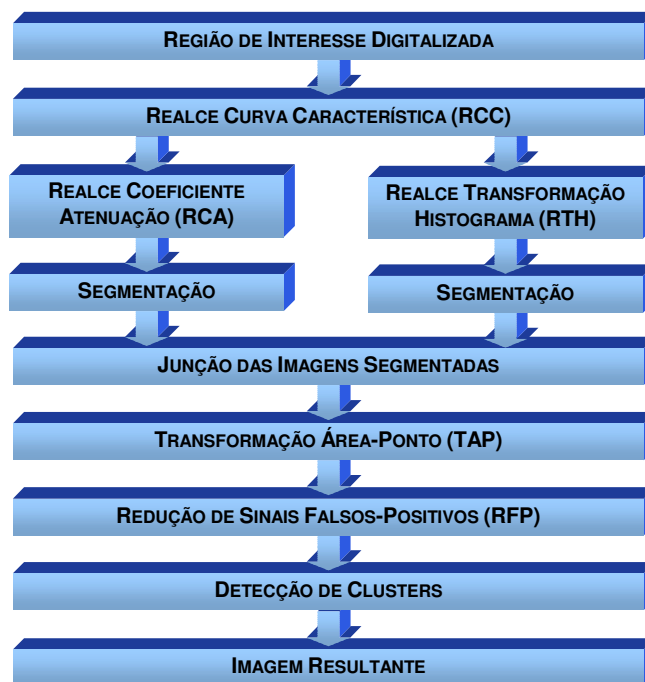 REGIÃO DE INTERESSE DIGITALIZADA
REALCE CURVA CARACTERÍSTICA (RCC)
REALCE COEFICIENTE
ATENUAÇÃO (RCA)
REALCE TRANSFORMAÇÃO
HISTOGRAMA (RTH)
SEGMENTAÇÃO
SEGMENTAÇÃO
JUNÇÃO DAS IMAGENS SEGMENTADAS
TRANSFORMAÇÃO ÁREA-PONTO (TAP)
REDUÇÃO DE SINAIS FALSOS-POSITIVOS (RFP)
DETECÇÃO DE CLUSTERS
IMAGEM RESULTANTE